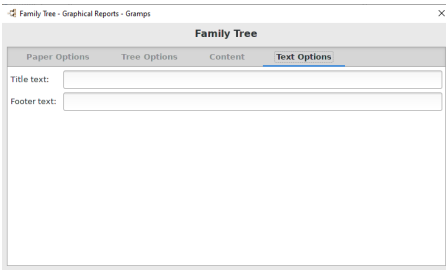 Family Tree - Graphical Reports - Gramps
Family Tree
Paper Options Tree Options Content Text Options
Title text:
Footer text: